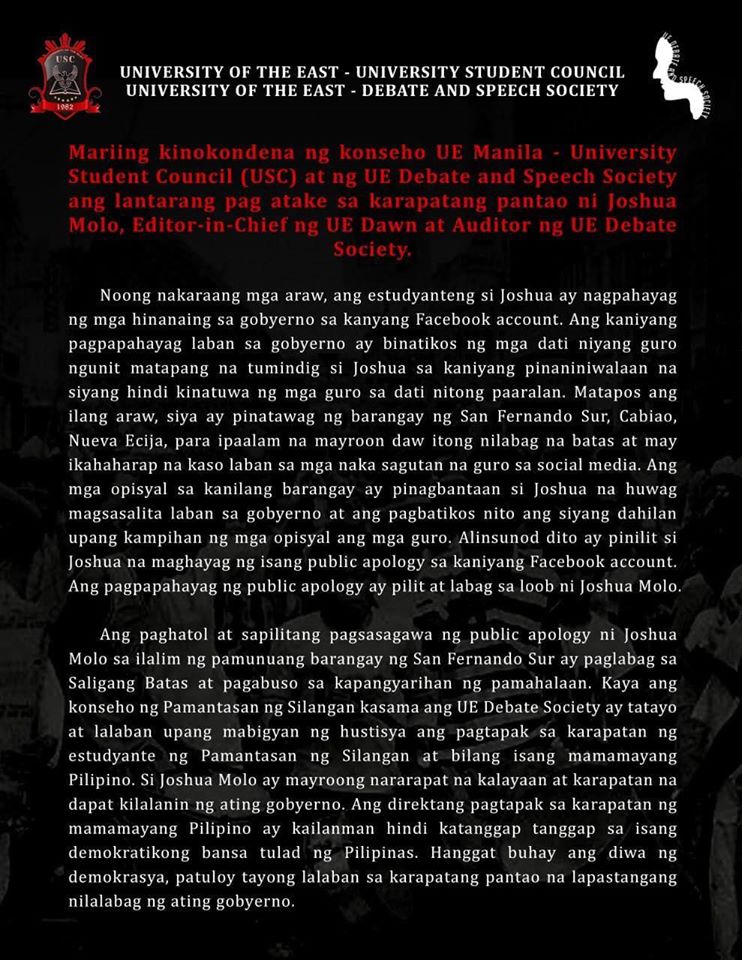 USC
1962
UNIVERSITY OF THE EAST - UNIVERSITY STUDENT COUNCIL
UNIVERSITY OF THE EAST - DEBATE AND SPEECH SOCIETY
UE DEBATE AND SPEECH SOCIETY
Mariing kinokondena ng konseho UE Manila - University
Student Council (USC) at ng UE Debate and Speech Society
ang lantarang pag atake sa karapatang pantao ni Joshua
Molo, Editor-in-Chief ng UE Dawn at Auditor ng UE Debate
Society.
Noong nakaraang mga araw, ang estudyanteng si Joshua ay nagpahayag
ng mga hinanaing sa gobyerno sa kanyang Facebook account. Ang kaniyang
pagpapahayag laban sa gobyerno ay binatikos ng mga dati niyang guro
ngunit matapang na tumindig si Joshua sa kaniyang pinaniniwalaan na
siyang hindi kinatuwa ng mga guro sa dati nitong paaralan. Matapos ang
ilang araw, siya ay pinatawag ng barangay ng San Fernando Sur, Cabiao,
Nueva Ecija, para ipaalam na mayroon daw itong nilabag na batas at may
ikahaharap na kaso laban sa mga naka sagutan na guro sa social media. Ang
mga opisyal sa kanilang barangay ay pinagbantaan si Joshua na huwag
magsasalita laban sa gobyerno at ang pagbatikos nito ang siyang dahilan
upang kampihan ng mga opisyal ang mga guro. Alinsunod dito ay pinilit si
Joshua na maghayag ng isang public apology sa kaniyang Facebook account.
Ang pagpapahayag ng public apology ay pilit at labag sa loob ni Joshua Molo.
Ang paghatol at sapilitang pagsasagawa ng public apology ni Joshua
Molo sa ilalim ng pamunuang barangay ng San Fernando Sur ay paglabag sa
Saligang Batas at pagabuso sa kapangyarihan ng pamahalaan. Kaya ang
konseho ng Pamantasan ng Silangan kasama ang UE Debate Society ay tatayo
at lalaban upang mabigyan ng hustisya ang pagtapak sa karapatan ng
estudyante ng Pamantasan ng Silangan at bilang isang mamamayang
Pilipino. Si Joshua Molo ay mayroong nararapat na kalayaan at karapatan na
dapat kilalanin ng ating gobyerno. Ang direktang pagtapak sa karapatan ng
mamamayang Pilipino ay kailanman hindi katanggap tanggap sa isang
demokratikong bansa tulad ng Pilipinas. Hanggat buhay ang diwa ng
demokrasya, patuloy tayong lalaban sa karapatang pantao na lapastangang
nilalabag ng ating gobyerno.